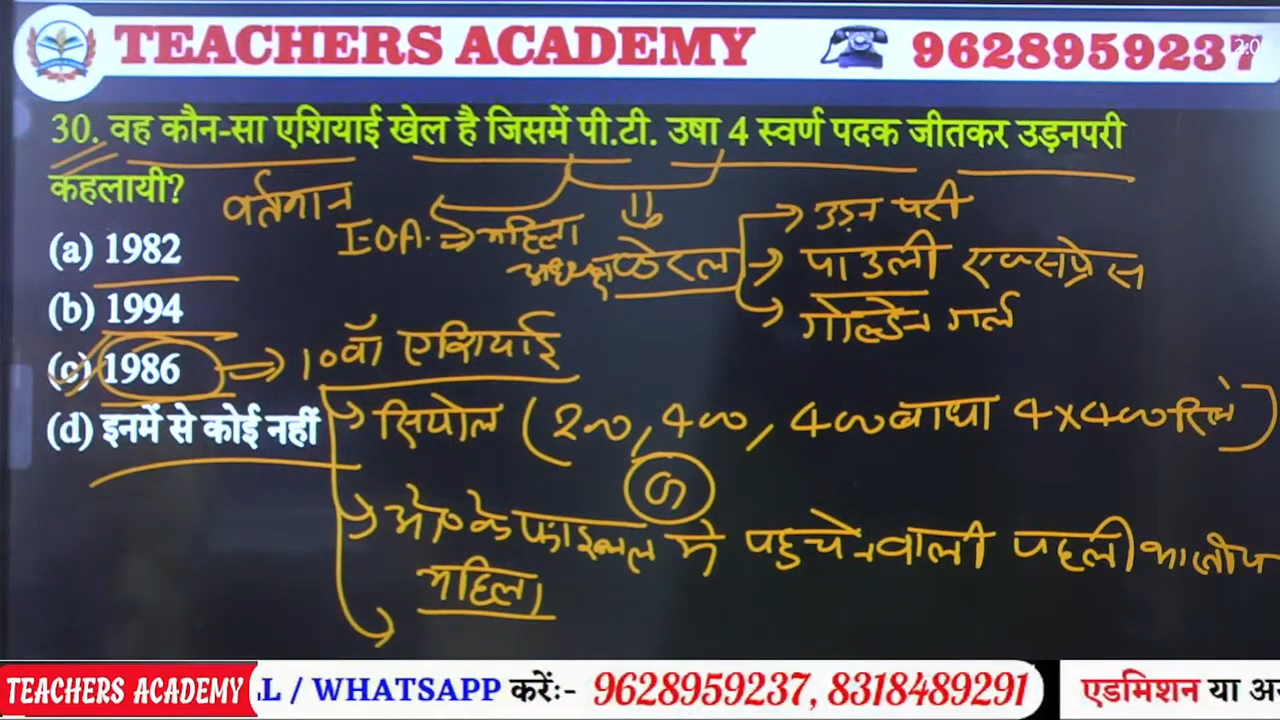 TEACHERS ACADEMY 9628959237
2:0
30. वह कौन-सा एशियाई खेल है जिसमें पी.टी. उषा 4 स्वर्ण पदक जीतकर उड़नपरी
कहलायी?
वर्तमान
I.O.A. महिला अध्यक्ष
केरल
उड़न परी
पाउली एक्सप्रेस
गोल्डेन गर्ल
(a) 1982
(b) 1994
(c) 1986
10वॉ एशियाई
(d) इनमें से कोई नहीं
सियोल (200, 400, 400 बाधा 4x400 रिले)
के फाइनल में पहुचने वाली पहली
महिला
TEACHERS ACADEMY
L / WHATSAPP करेंः- 9628959237, 8318489291
एडमिशन या अ